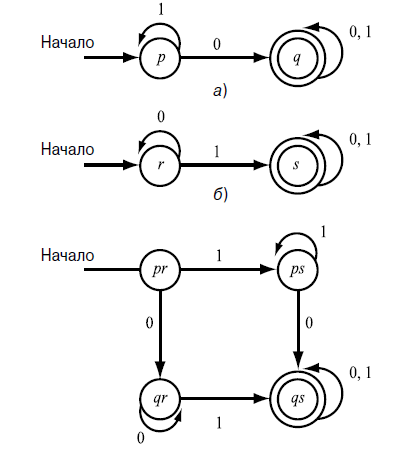 1
Начало p 0 q 0, 1
а)
0
Начало r 1 s 0, 1
б)
1
Начало pr 1 ps
0 0
qr 1 qs 0, 1
0